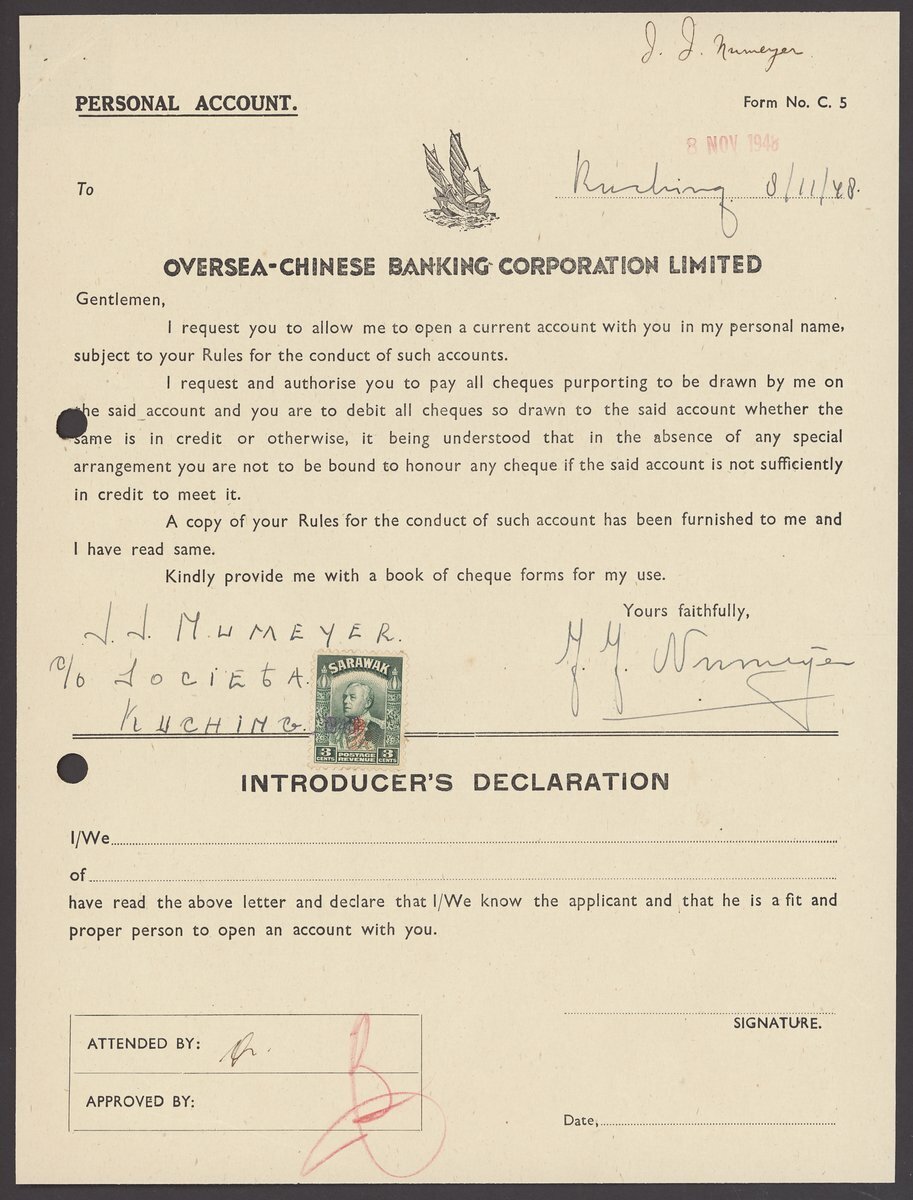 J. J. Numeyer
PERSONAL ACCOUNT.
Form No. C. 5
8 NOV 1948
To
Kuching 8/11/48.
OVERSEA-CHINESE BANKING CORPORATION LIMITED
Gentlemen,
I request you to allow me to open a current account with you in my personal name,
subject to your Rules for the conduct of such accounts.
I request and authorise you to pay all cheques purporting to be drawn by me on
the said account and you are to debit all cheques so drawn to the said account whether the
same is in credit or otherwise, it being understood that in the absence of any special
arrangement you are not to be bound to honour any cheque if the said account is not sufficiently
in credit to meet it.
A copy of your Rules for the conduct of such account has been furnished to me and
I have read same.
Kindly provide me with a book of cheque forms for my use.
Yours faithfully,
J. J. NUMEYER.
J. J. Numeyer
c/o SOCIETA.
KUCHING.
SARAWAK
3 CENTS POSTAGE REVENUE 3 CENTS
INTRODUCER'S DECLARATION
I/We
of
have read the above letter and declare that I/We know the applicant and that he is a fit and
proper person to open an account with you.
SIGNATURE.
ATTENDED BY:
APPROVED BY:
Date,